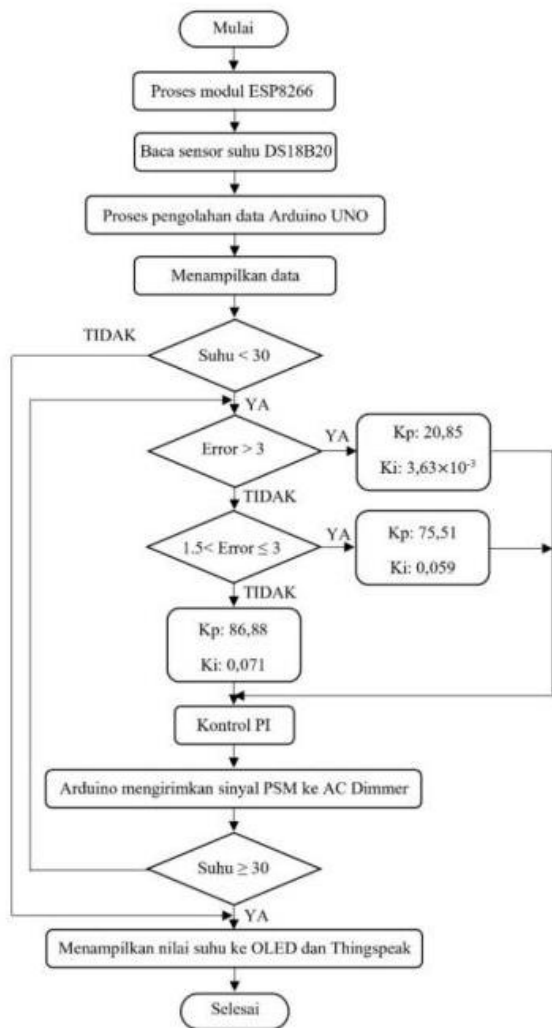 Mulai
Proses modul ESP8266
Baca sensor suhu DS18B20
Proses pengolahan data Arduino UNO
Menampilkan data
TIDAK
Suhu < 30
YA
Error > 3
YA
Kp: 20,85
Ki: 3,63×10⁻³
TIDAK
1.5< Error ≤ 3
YA
Kp: 75,51
Ki: 0,059
TIDAK
Kp: 86,88
Ki: 0,071
Kontrol PI
Arduino mengirimkan sinyal PSM ke AC Dimmer
Suhu ≥ 30
YA
Menampilkan nilai suhu ke OLED dan Thingspeak
Selesai